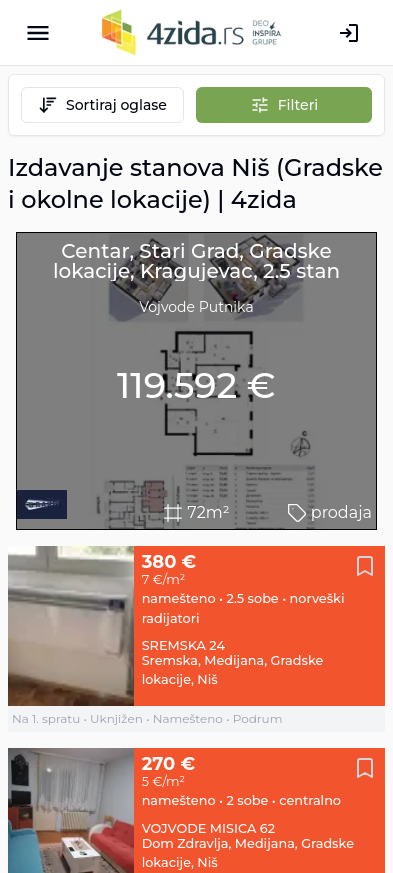 4zida.rs
DEO
INSPIRA
GRUPE
Sortiraj oglase
Filteri
Izdavanje stanova Niš (Gradske
i okolne lokacije) | 4zida
Centar, Stari Grad, Gradske
lokacije, Kragujevac, 2.5 stan
Vojvode Putnika
119.592 €
72m²
prodaja
380 €
7 €/m²
namešteno • 2.5 sobe • norveški
radijatori
SREMSKA 24
Sremska, Medijana, Gradske
lokacije, Niš
Na 1. spratu • Uknjižen • Namešteno • Podrum
270 €
5 €/m²
namešteno • 2 sobe • centralno
VOJVODE MISICA 62
Dom Zdravlja, Medijana, Gradske
lokacije, Niš